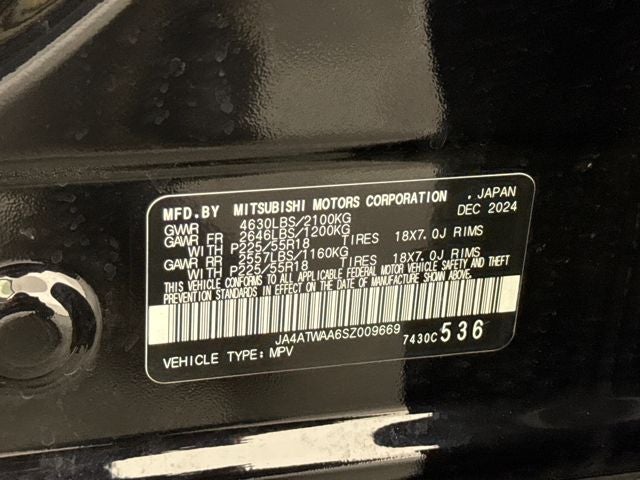 MFD.BY MITSUBISHI MOTORS CORPORATION . JAPAN
GVWR 4630LBS/2100KG DEC 2024
GAWR FR 2646LBS/1200KG
WITH P225/55R18 TIRES 18X7.0J RIMS
GAWR RR 2557LBS/1160KG
WITH P225/55R18 TIRES 18X7.0J RIMS
THIS VEHICLE CONFORMS TO ALL APPLICABLE FEDERAL MOTOR VEHICLE SAFETY AND THEFT
PREVENTION STANDARDS IN EFFECT ON THE DATE OF MANUFACTURE SHOWN ABOVE.
JA4ATWAA6SZ009669 7430C 536
VEHICLE TYPE: MPV